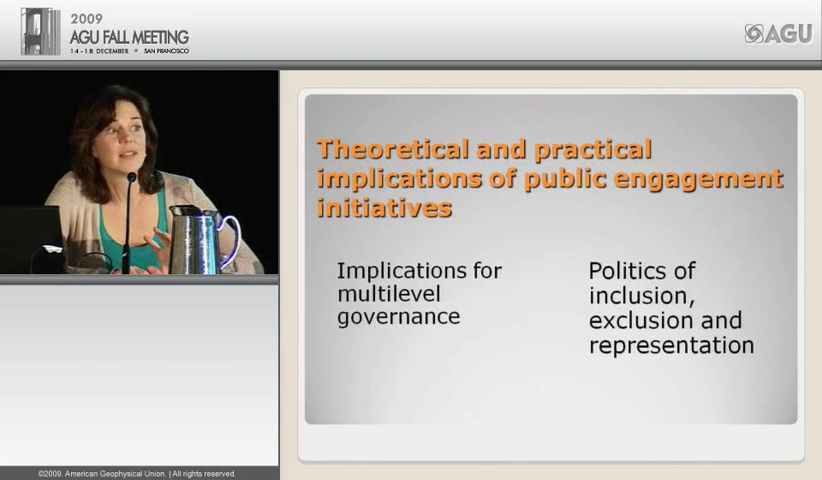 2009
AGU FALL MEETING
14-18 DECEMBER • SAN FRANCISCO
AGU
Theoretical and practical
implications of public engagement
initiatives
Implications for
multilevel
governance
Politics of
inclusion,
exclusion and
representation
©2009. American Geophysical Union. | All rights reserved.